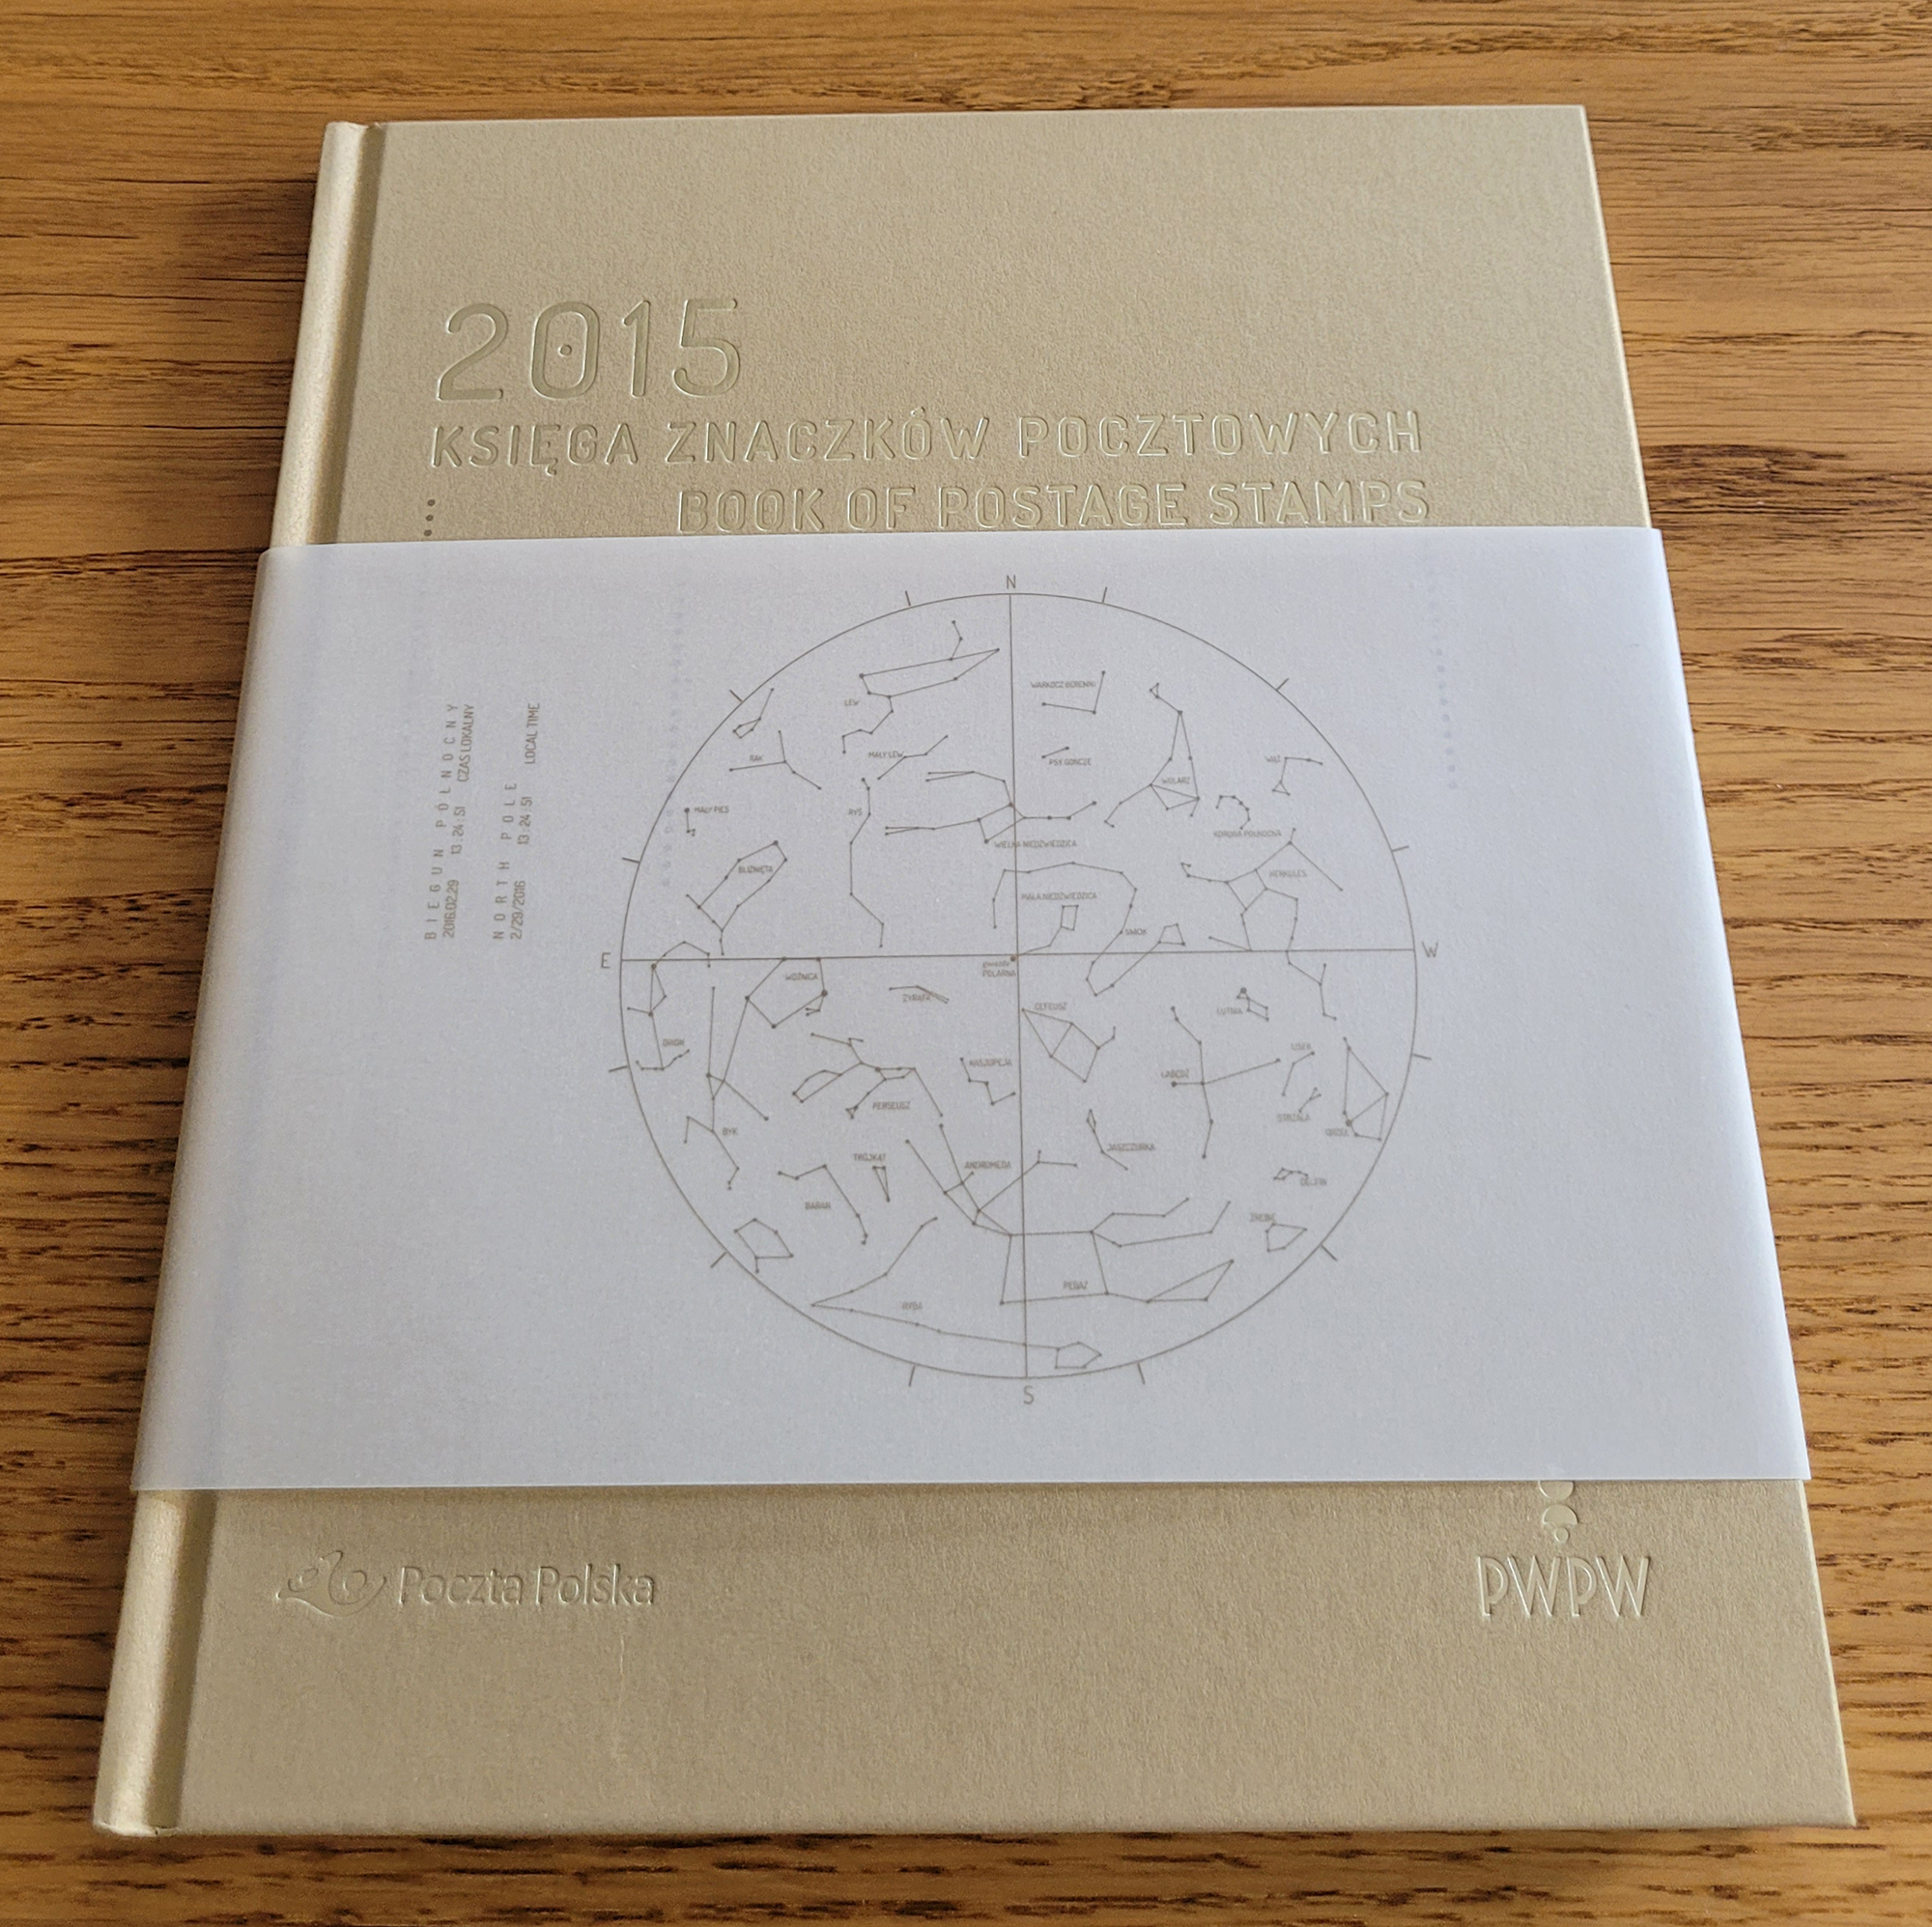 2015
KSIĘGA ZNACZKÓW POCZTOWYCH
BOOK OF POSTAGE STAMPS
BIEGUN PÓŁNOCNY
2016.02.29 13:24:51 CZAS LOKALNY
NORTH POLE
2/29/2016 13:24:51 LOCAL TIME
N
WARKOCZ BERENIKI
LEW
MAŁY LEW
PSY GOŃCZE
RAK
WOLARZ
WĄŻ
MAŁY PIES
RYŚ
KORONA PÓŁNOCNA
WIELKA NIEDŹWIEDZICA
BLIŹNIĘTA
HERKULES
MAŁA NIEDŹWIEDZICA
SMOK
E
W
gwiazda
POLARNA
WOŹNICA
ŻYRAFA
CEFEUSZ
LUTNIA
ORION
LISEK
KASJOPEJA
ŁABĘDŹ
PERSEUSZ
STRZAŁA
ORZEŁ
BYK
JASZCZURKA
TRÓJKĄT
ANDROMEDA
DELFIN
BARAN
ŹREBIĘ
PEGAZ
RYBA
S
Poczta Polska
PWPW